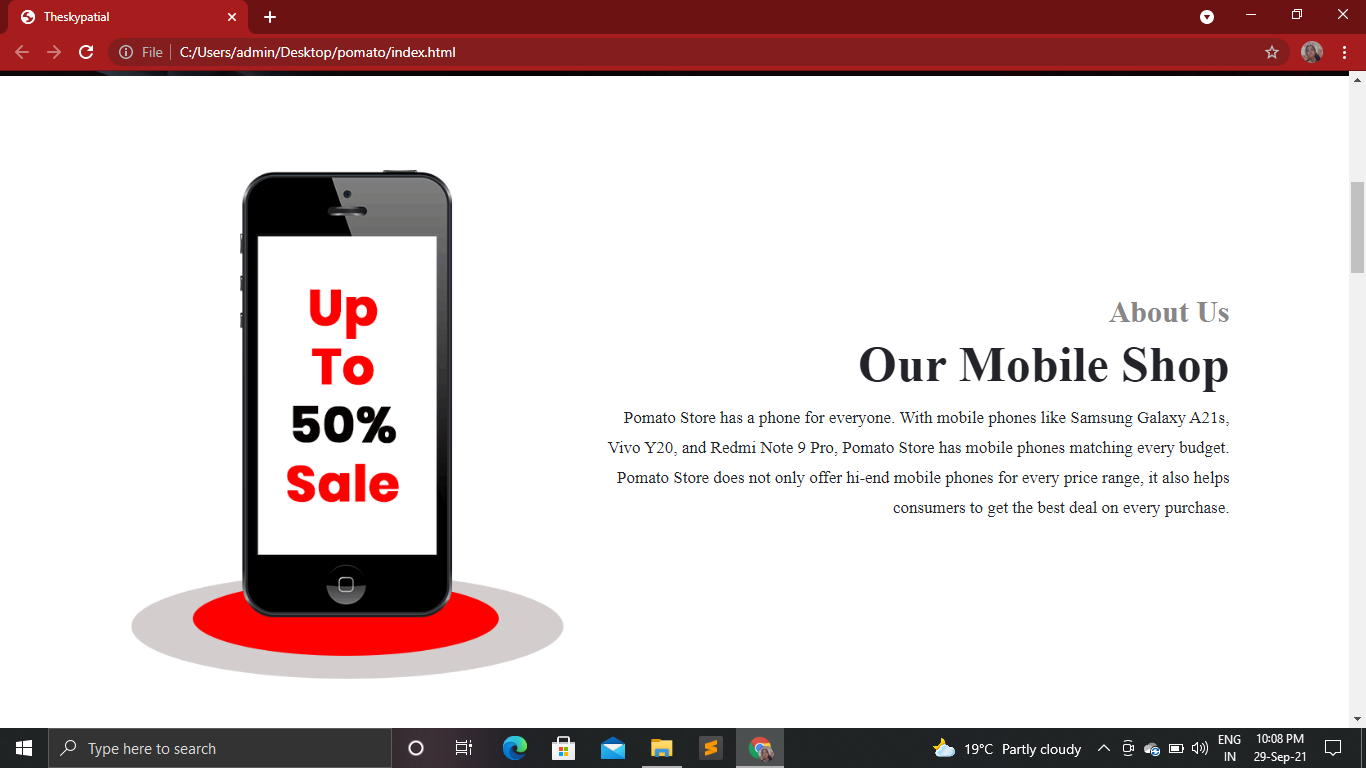 Theskypatial
File
C:/Users/admin/Desktop/pomato/index.html
Up
To
50%
Sale
About Us
Our Mobile Shop
Pomato Store has a phone for everyone. With mobile phones like Samsung Galaxy A21s,
Vivo Y20, and Redmi Note 9 Pro, Pomato Store has mobile phones matching every budget.
Pomato Store does not only offer hi-end mobile phones for every price range, it also helps
consumers to get the best deal on every purchase.
Type here to search
19°C Partly cloudy
ENG
IN
10:08 PM
29-Sep-21